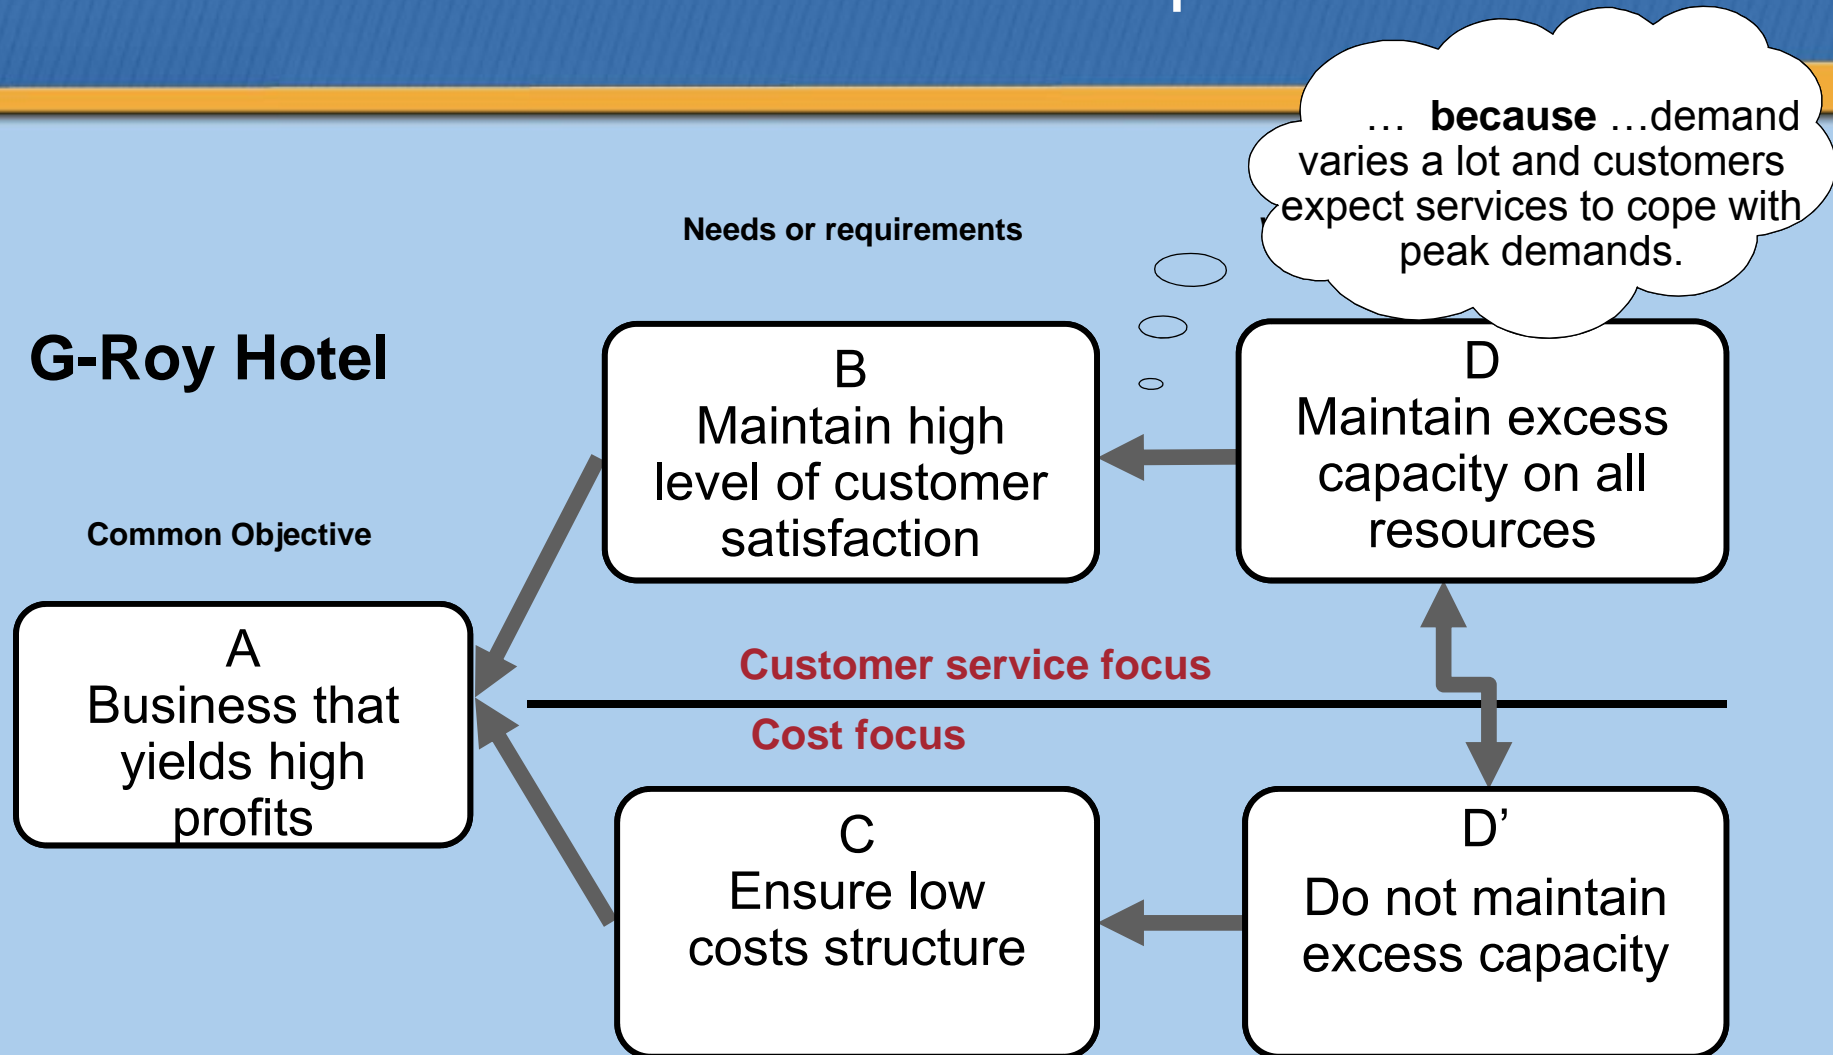 … because …demand
varies a lot and customers
expect services to cope with
peak demands.
Needs or requirements
G-Roy Hotel
B
Maintain high
level of customer
satisfaction
D
Maintain excess
capacity on all
resources
Common Objective
A
Business that
yields high
profits
Customer service focus
Cost focus
C
Ensure low
costs structure
D’
Do not maintain
excess capacity